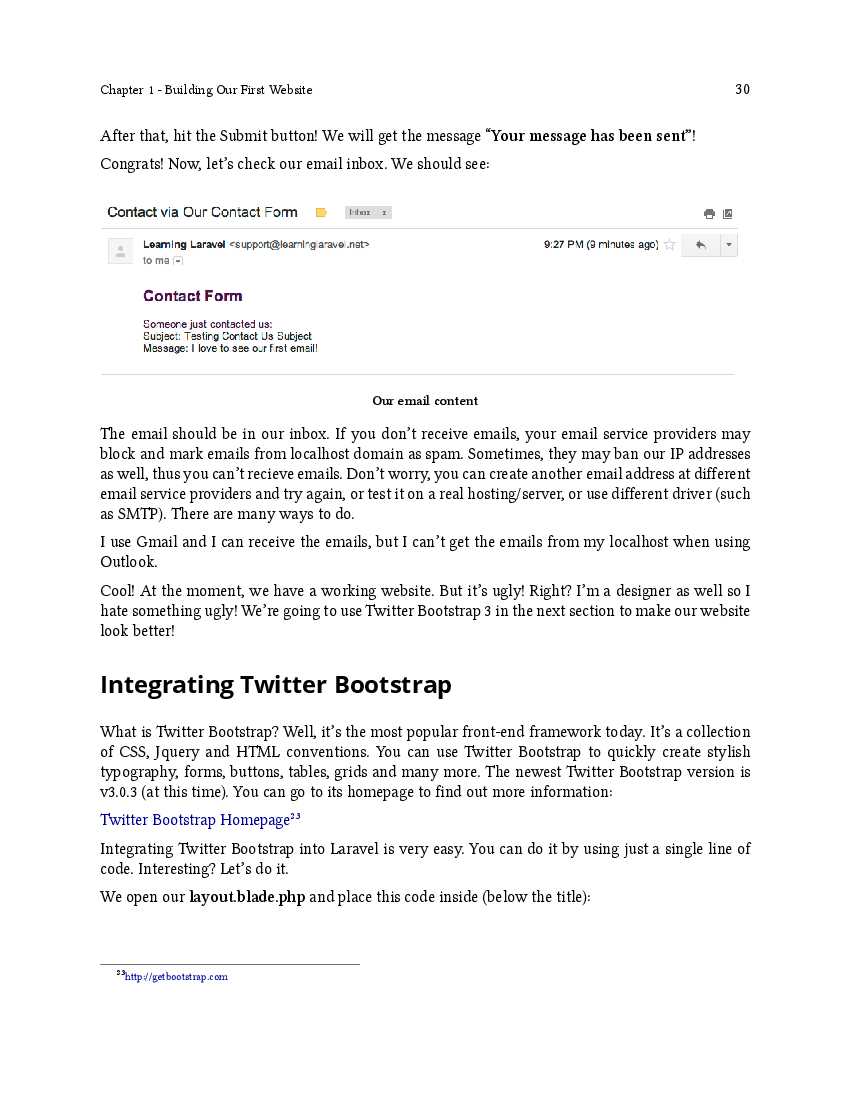 Chapter 1 - Building Our First Website 30
After that, hit the Submit button! We will get the message “Your message has been sent”!
Congrats! Now, let’s check our email inbox. We should see:
Contact via Our Contact Form Inbox x
Learning Laravel <support@learninglaravel.net> 9:27 PM (9 minutes ago)
to me
Contact Form
Someone just contacted us:
Subject: Testing Contact Us Subject
Message: I love to see our first email!
Our email content
The email should be in our inbox. If you don’t receive emails, your email service providers may
block and mark emails from localhost domain as spam. Sometimes, they may ban our IP addresses
as well, thus you can’t recieve emails. Don’t worry, you can create another email address at different
email service providers and try again, or test it on a real hosting/server, or use different driver (such
as SMTP). There are many ways to do.
I use Gmail and I can receive the emails, but I can’t get the emails from my localhost when using
Outlook.
Cool! At the moment, we have a working website. But it’s ugly! Right? I’m a designer as well so I
hate something ugly! We’re going to use Twitter Bootstrap 3 in the next section to make our website
look better!
Integrating Twitter Bootstrap
What is Twitter Bootstrap? Well, it’s the most popular front-end framework today. It’s a collection
of CSS, Jquery and HTML conventions. You can use Twitter Bootstrap to quickly create stylish
typography, forms, buttons, tables, grids and many more. The newest Twitter Bootstrap version is
v3.0.3 (at this time). You can go to its homepage to find out more information:
Twitter Bootstrap Homepage²³
Integrating Twitter Bootstrap into Laravel is very easy. You can do it by using just a single line of
code. Interesting? Let’s do it.
We open our layout.blade.php and place this code inside (below the title):
²³http://getbootstrap.com